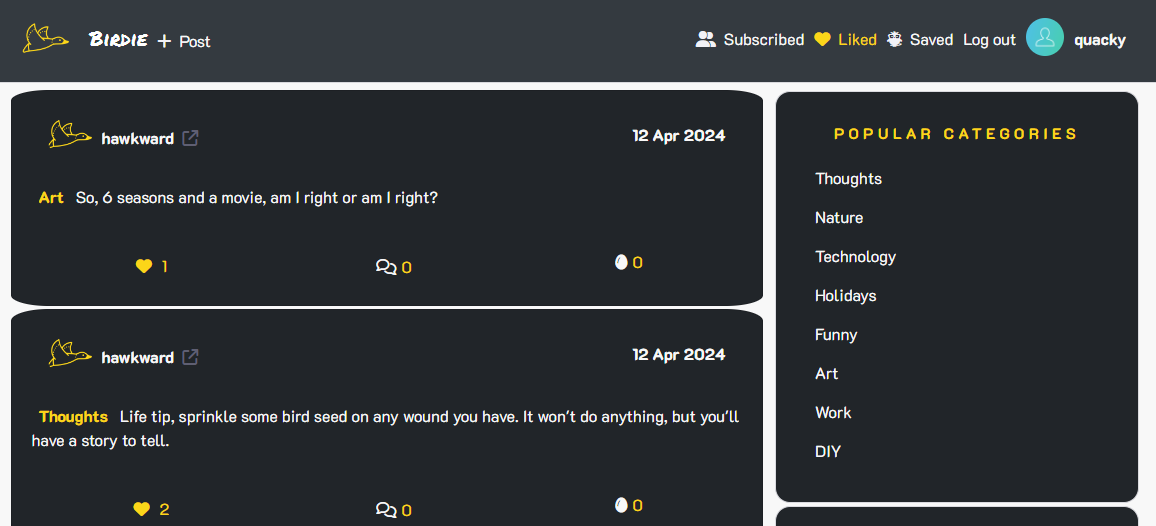 Birdie + Post Subscribed Liked Saved Log out quacky
hawkward 12 Apr 2024
Art So, 6 seasons and a movie, am I right or am I right?
1 0 0
hawkward 12 Apr 2024
Thoughts Life tip, sprinkle some bird seed on any wound you have. It won't do anything, but you'll
have a story to tell.
2 0 0
POPULAR CATEGORIES
Thoughts
Nature
Technology
Holidays
Funny
Art
Work
DIY